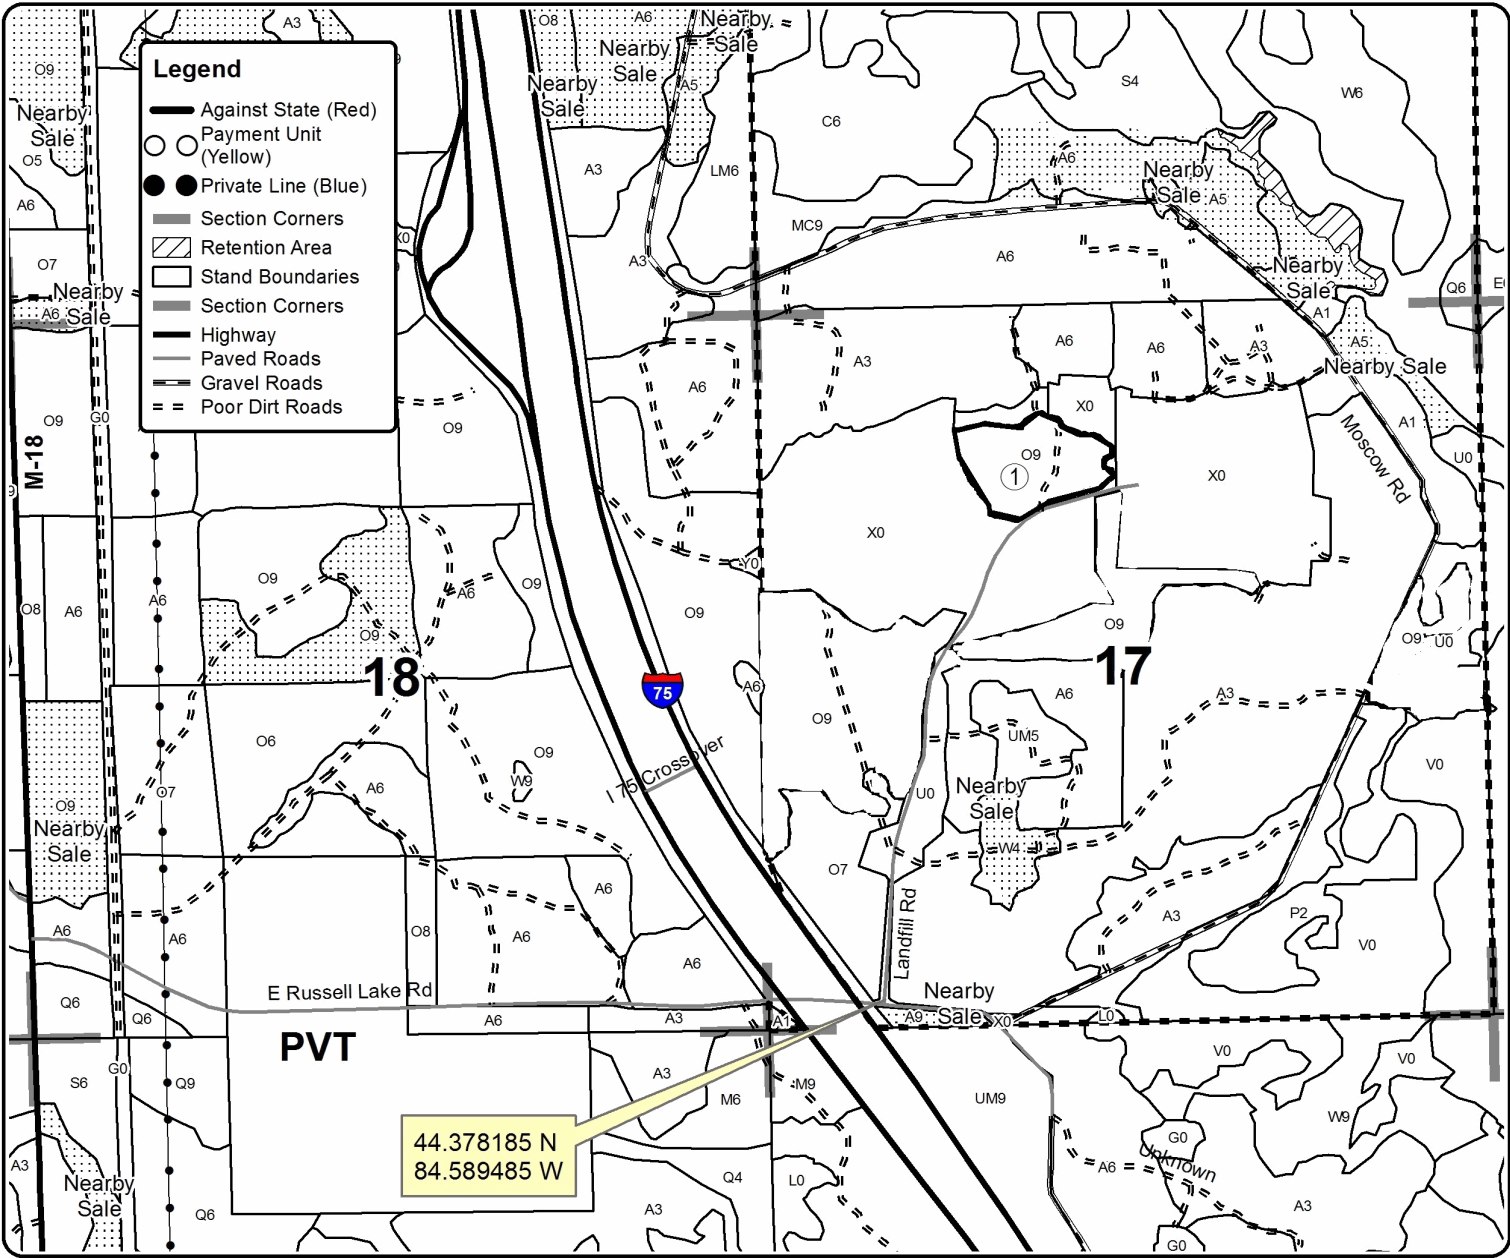 Legend
Against State (Red)
Payment Unit
(Yellow)
Private Line (Blue)
Section Corners
Retention Area
Stand Boundaries
Section Corners
Highway
Paved Roads
Gravel Roads
Poor Dirt Roads
A3
O8
A6
Nearby
Sale
Nearby
Sale
Nearby
Sale
O9
Nearby
Sale
O5
A6
A5
S4
W6
C6
A3
LM6
A6
Nearby
Sale
A5
MC9
X0
A3
A6
O7
Nearby
Sale
A6
Nearby
Sale
Q6
A1
A6
A6
A3
A5
Nearby Sale
A3
A6
O9
G0
O9
X0
A1
Moscow Rd
M-18
O9
1
X0
U0
X0
Y0
O9
O9
A6
O8
A6
A6
O9
O9
O9
O9
U0
18
17
75
A6
A6
A3
O9
UM5
O6
O9
W9
I 75 Crossover
V0
A6
O7
O9
Nearby
Sale
U0
Nearby
Sale
W4
O7
A6
A3
P2
V0
A6
A6
O8
A6
A6
Landfill Rd
E Russell Lake Rd
Nearby
Sale
Q6
Q6
A6
A3
A1
A9
X0
L0
PVT
S6
G0
Q9
A3
M6
M9
UM9
V0
V0
W9
G0
44.378185 N
84.589485 W
Unknown
A6
A3
Nearby
Sale
Q6
Q4
L0
A3
A3
G0